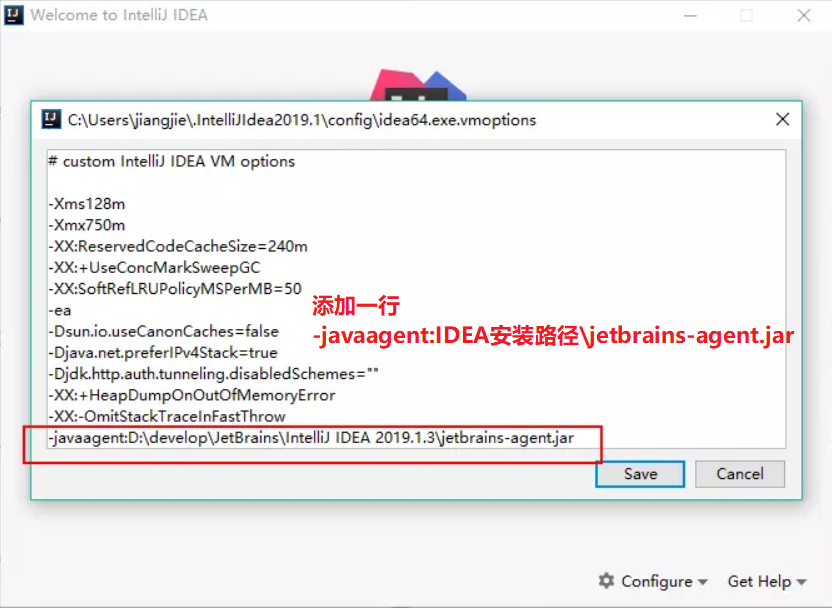 Welcome to IntelliJ IDEA
C:\Users\jiangjie\.IntelliJIdea2019.1\config\idea64.exe.vmoptions
# custom IntelliJ IDEA VM options
-Xms128m
-Xmx750m
-XX:ReservedCodeCacheSize=240m
-XX:+UseConcMarkSweepGC
-XX:SoftRefLRUPolicyMSPerMB=50
-ea
-Dsun.io.useCanonCaches=false
-Djava.net.preferIPv4Stack=true
-Djdk.http.auth.tunneling.disabledSchemes=""
-XX:+HeapDumpOnOutOfMemoryError
-XX:-OmitStackTraceInFastThrow
-javaagent:D:\develop\JetBrains\IntelliJ IDEA 2019.1.3\jetbrains-agent.jar
添加一行
-javaagent:IDEA安装路径\jetbrains-agent.jar
Save Cancel
Configure Get Help